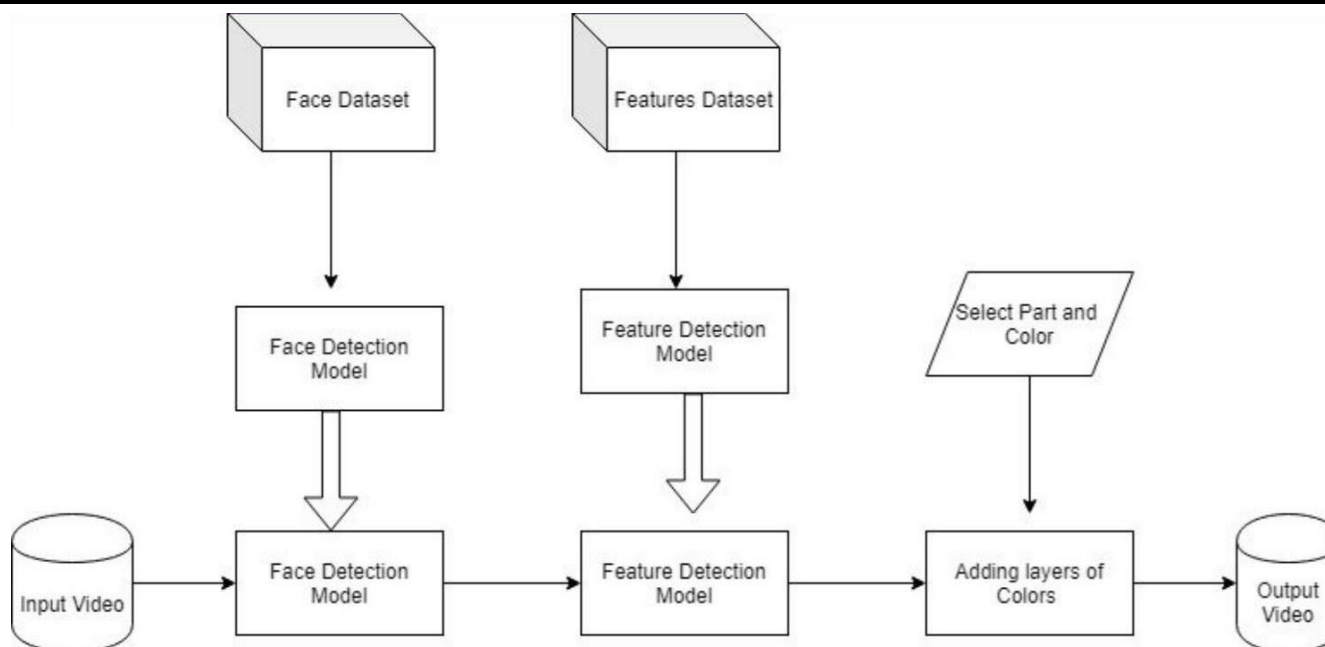 Face Dataset
Features Dataset
Face Detection
Model
Feature Detection
Model
Select Part and
Color
Input Video
Face Detection
Model
Feature Detection
Model
Adding layers of
Colors
Output
Video